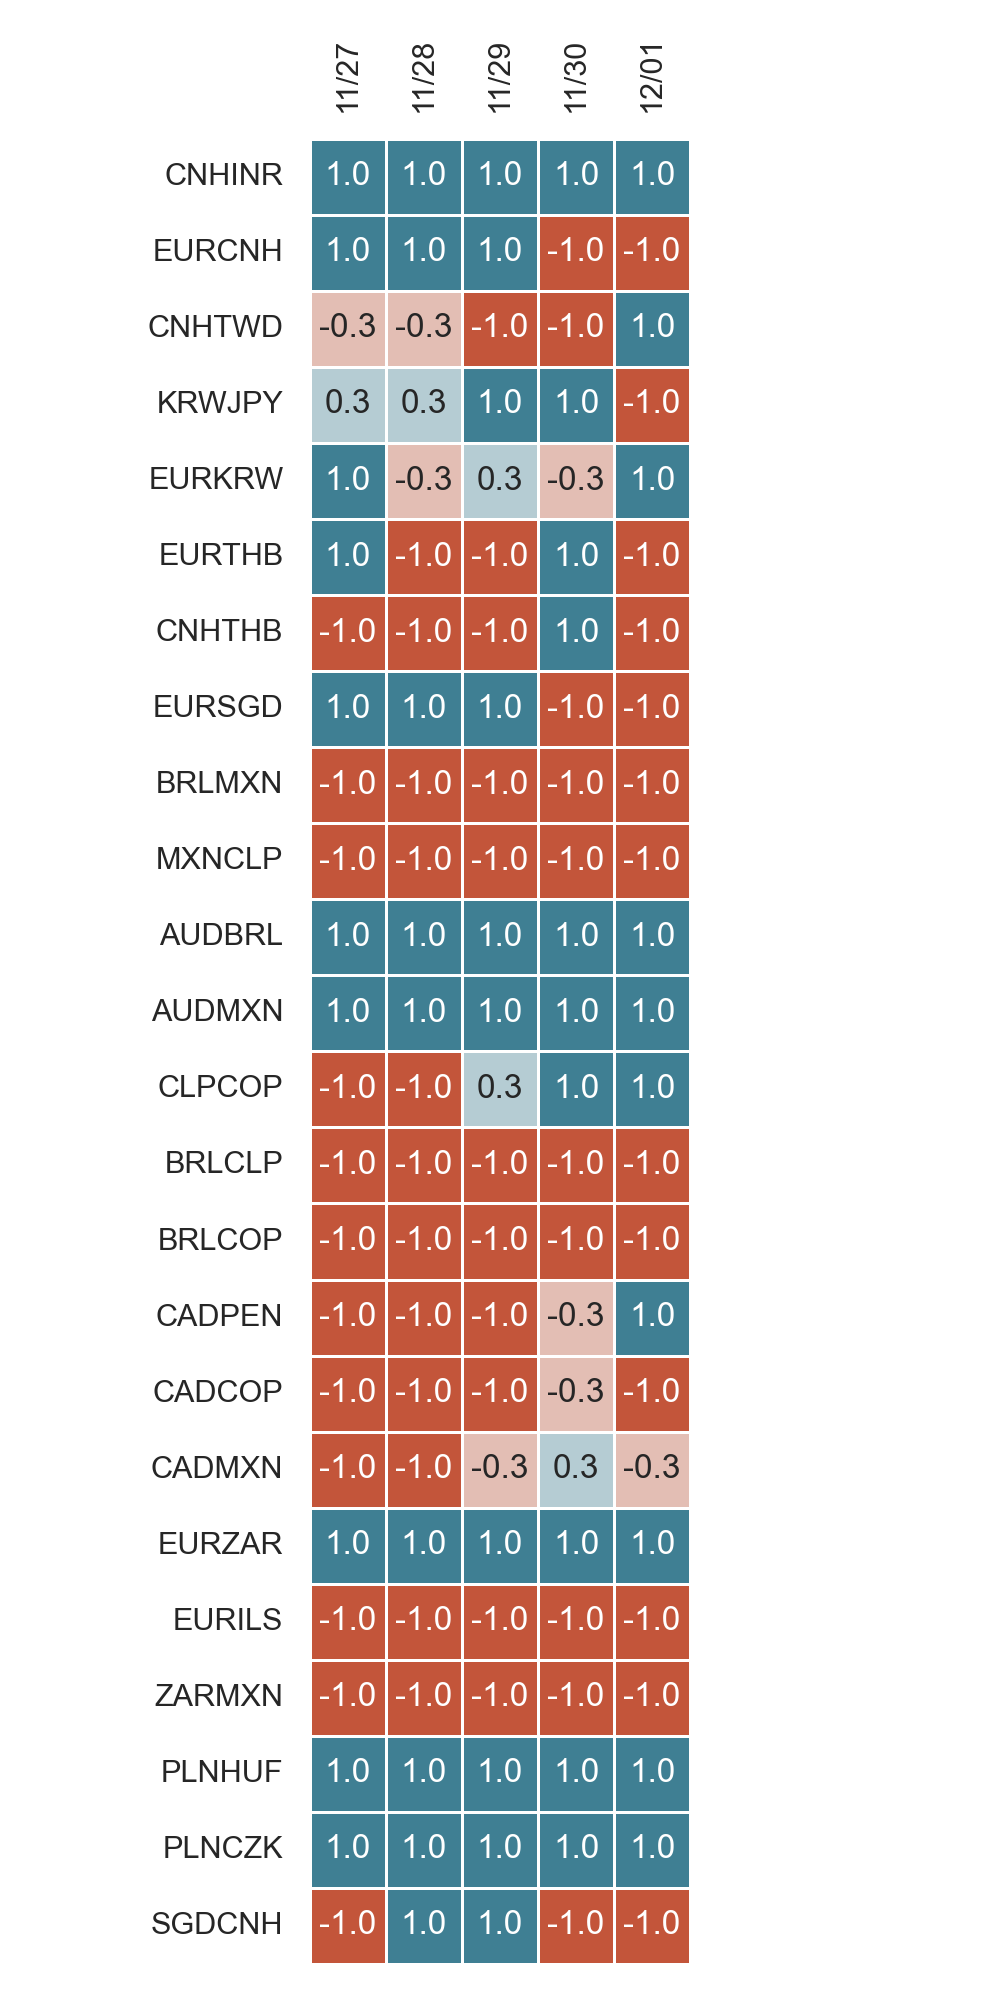 11/27 11/28 11/29 11/30 12/01
CNHINR 1.0 1.0 1.0 1.0 1.0
EURCNH 1.0 1.0 1.0 -1.0 -1.0
CNHTWD -0.3 -0.3 -1.0 -1.0 1.0
KRWJPY 0.3 0.3 1.0 1.0 -1.0
EURKRW 1.0 -0.3 0.3 -0.3 1.0
EURTHB 1.0 -1.0 -1.0 1.0 -1.0
CNHTHB -1.0 -1.0 -1.0 1.0 -1.0
EURSGD 1.0 1.0 1.0 -1.0 -1.0
BRLMXN -1.0 -1.0 -1.0 -1.0 -1.0
MXNCLP -1.0 -1.0 -1.0 -1.0 -1.0
AUDBRL 1.0 1.0 1.0 1.0 1.0
AUDMXN 1.0 1.0 1.0 1.0 1.0
CLPCOP -1.0 -1.0 0.3 1.0 1.0
BRLCLP -1.0 -1.0 -1.0 -1.0 -1.0
BRLCOP -1.0 -1.0 -1.0 -1.0 -1.0
CADPEN -1.0 -1.0 -1.0 -0.3 1.0
CADCOP -1.0 -1.0 -1.0 -0.3 -1.0
CADMXN -1.0 -1.0 -0.3 0.3 -0.3
EURZAR 1.0 1.0 1.0 1.0 1.0
EURILS -1.0 -1.0 -1.0 -1.0 -1.0
ZARMXN -1.0 -1.0 -1.0 -1.0 -1.0
PLNHUF 1.0 1.0 1.0 1.0 1.0
PLNCZK 1.0 1.0 1.0 1.0 1.0
SGDCNH -1.0 1.0 1.0 -1.0 -1.0